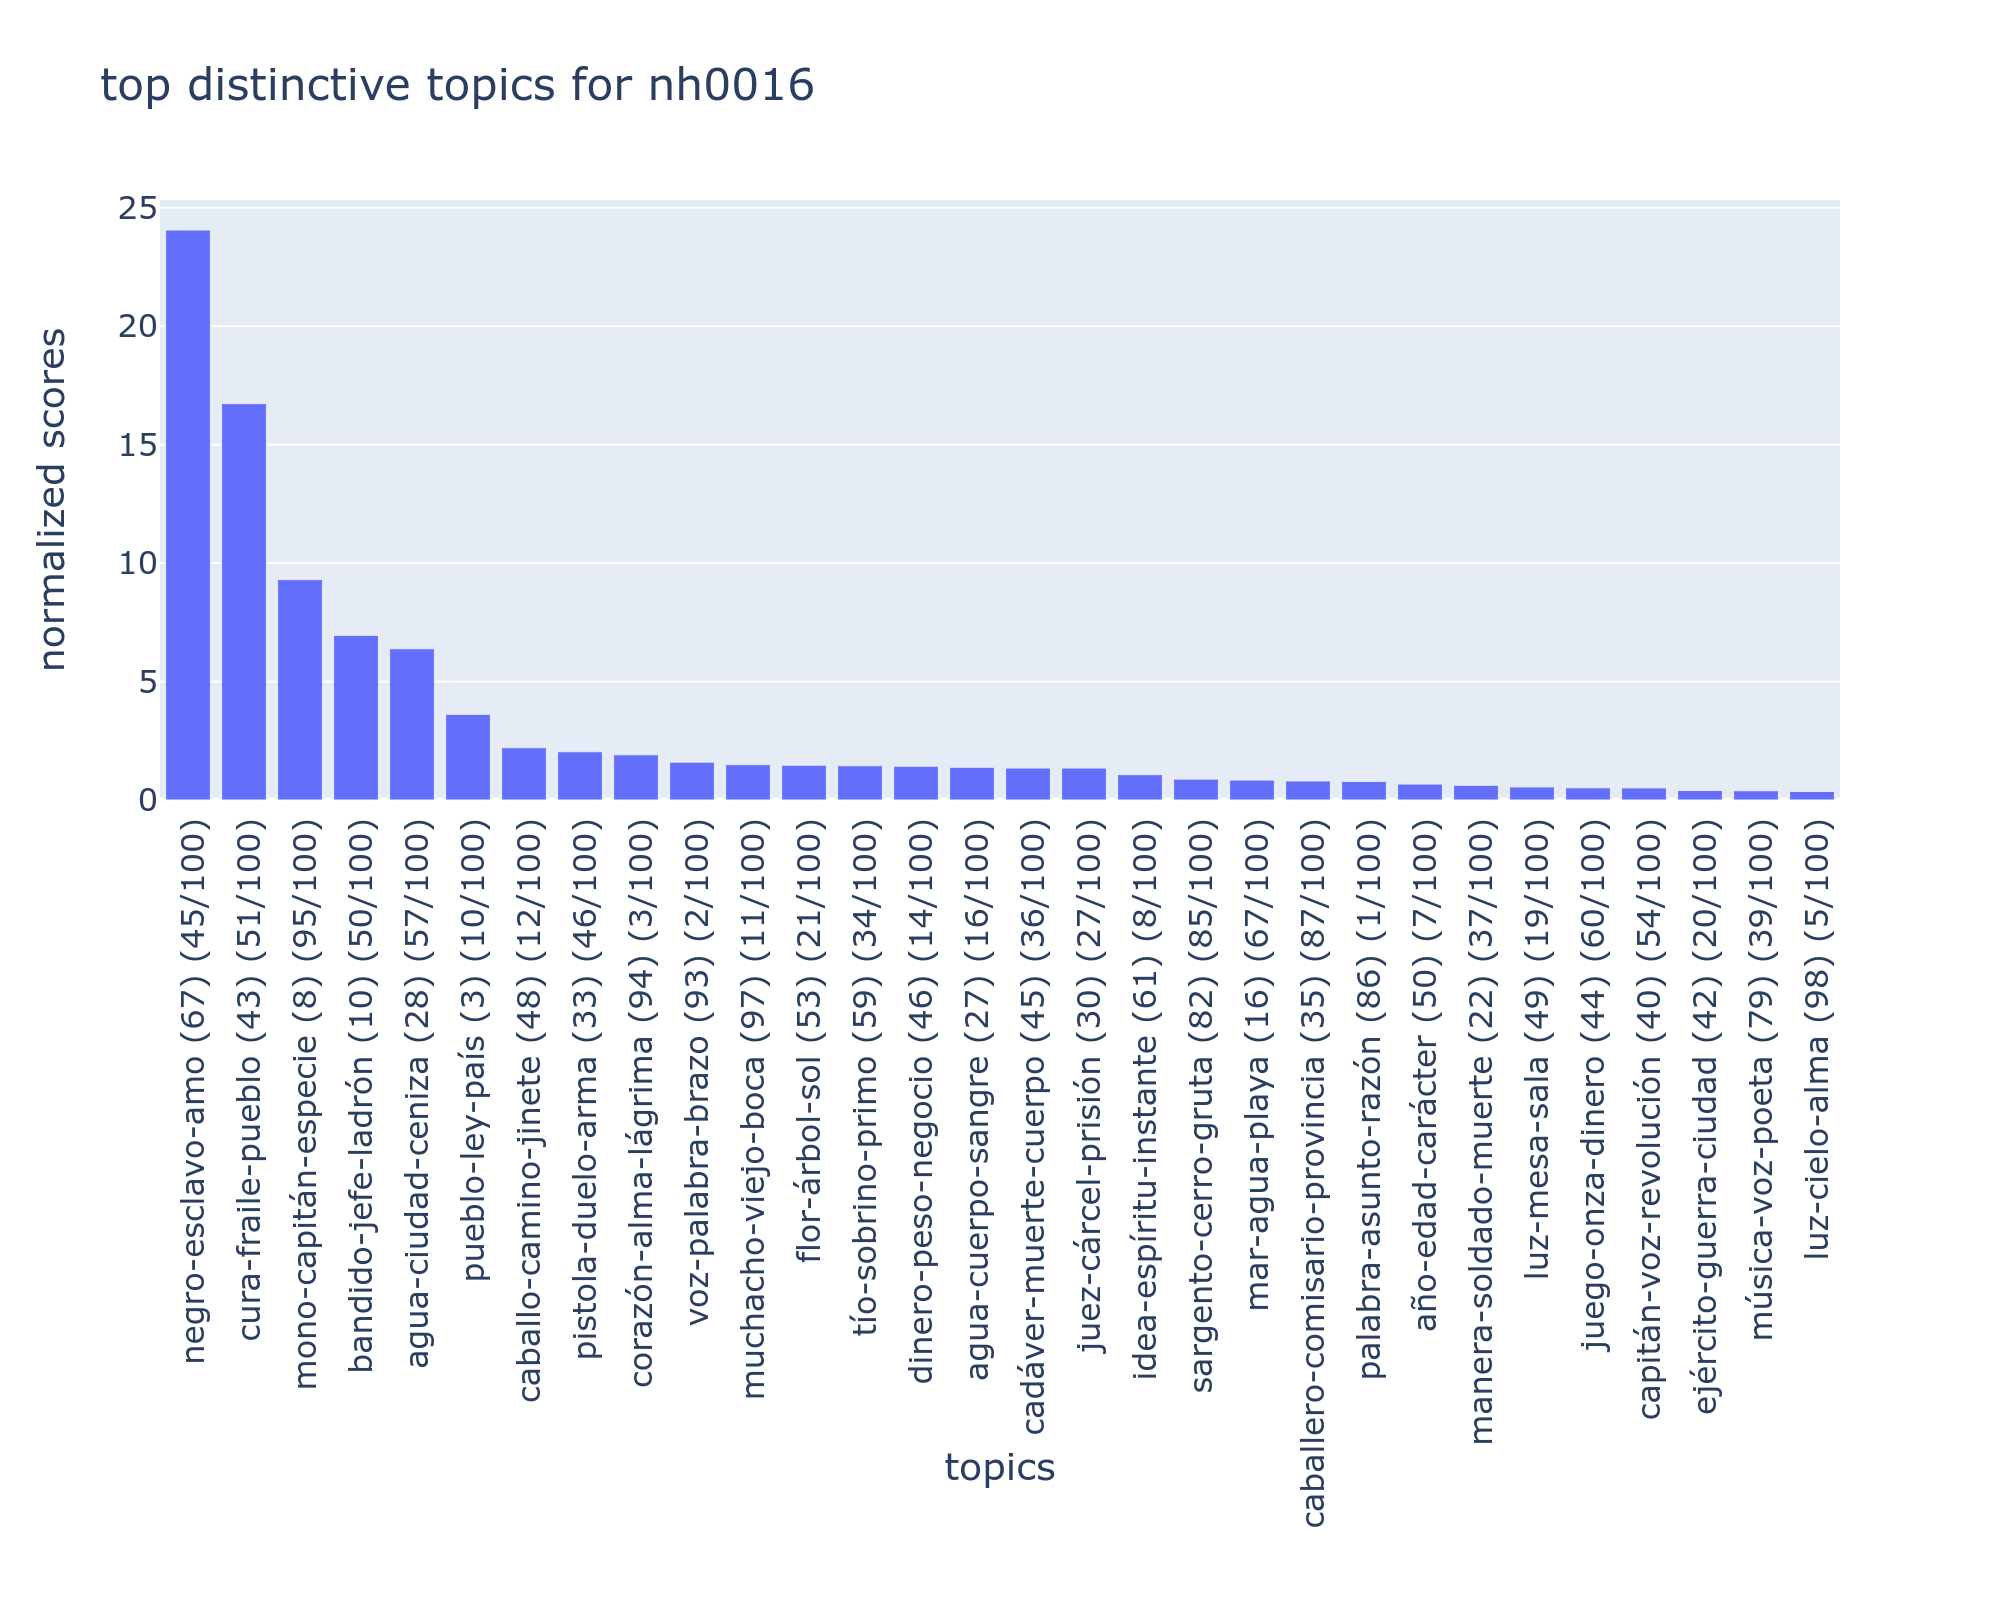 top distinctive topics for nh0016
normalized scores
25
20
15
10
5
0
negro-esclavo-amo (67) (45/100)
cura-fraile-pueblo (43) (51/100)
mono-capitán-especie (8) (95/100)
bandido-jefe-ladrón (10) (50/100)
agua-ciudad-ceniza (28) (57/100)
pueblo-ley-país (3) (10/100)
caballo-camino-jinete (48) (12/100)
pistola-duelo-arma (33) (46/100)
corazón-alma-lágrima (94) (3/100)
voz-palabra-brazo (93) (2/100)
muchacho-viejo-boca (97) (11/100)
flor-árbol-sol (53) (21/100)
tío-sobrino-primo (59) (34/100)
dinero-peso-negocio (46) (14/100)
agua-cuerpo-sangre (27) (16/100)
cadáver-muerte-cuerpo (45) (36/100)
juez-cárcel-prisión (30) (27/100)
idea-espíritu-instante (61) (8/100)
sargento-cerro-gruta (82) (85/100)
mar-agua-playa (16) (67/100)
caballero-comisario-provincia (35) (87/100)
palabra-asunto-razón (86) (1/100)
año-edad-carácter (50) (7/100)
manera-soldado-muerte (22) (37/100)
luz-mesa-sala (49) (19/100)
juego-onza-dinero (44) (60/100)
capitán-voz-revolución (40) (54/100)
ejército-guerra-ciudad (42) (20/100)
música-voz-poeta (79) (39/100)
luz-cielo-alma (98) (5/100)
topics